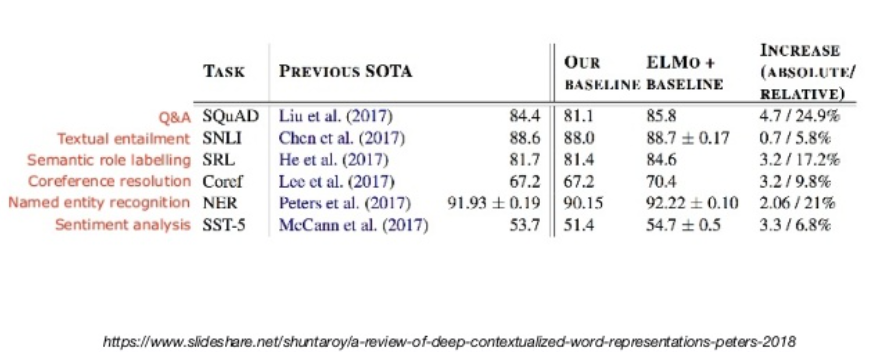 TASK PREVIOUS SOTA OUR BASELINE ELMO + BASELINE INCREASE (ABSOLUTE/ RELATIVE)
Q&A SQuAD Liu et al. (2017) 84.4 81.1 85.8 4.7 / 24.9%
Textual entailment SNLI Chen et al. (2017) 88.6 88.0 88.7 ± 0.17 0.7 / 5.8%
Semantic role labelling SRL He et al. (2017) 81.7 81.4 84.6 3.2 / 17.2%
Coreference resolution Coref Lee et al. (2017) 67.2 67.2 70.4 3.2 / 9.8%
Named entity recognition NER Peters et al. (2017) 91.93 ± 0.19 90.15 92.22 ± 0.10 2.06 / 21%
Sentiment analysis SST-5 McCann et al. (2017) 53.7 51.4 54.7 ± 0.5 3.3 / 6.8%
https://www.slideshare.net/shuntaroy/a-review-of-deep-contextualized-word-representations-peters-2018